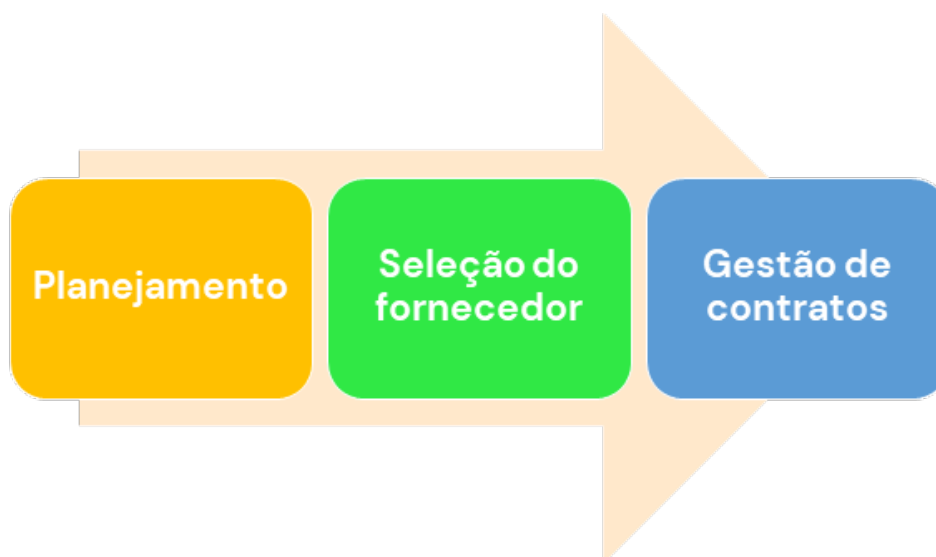 Planejamento
Seleção do
fornecedor
Gestão de
contratos